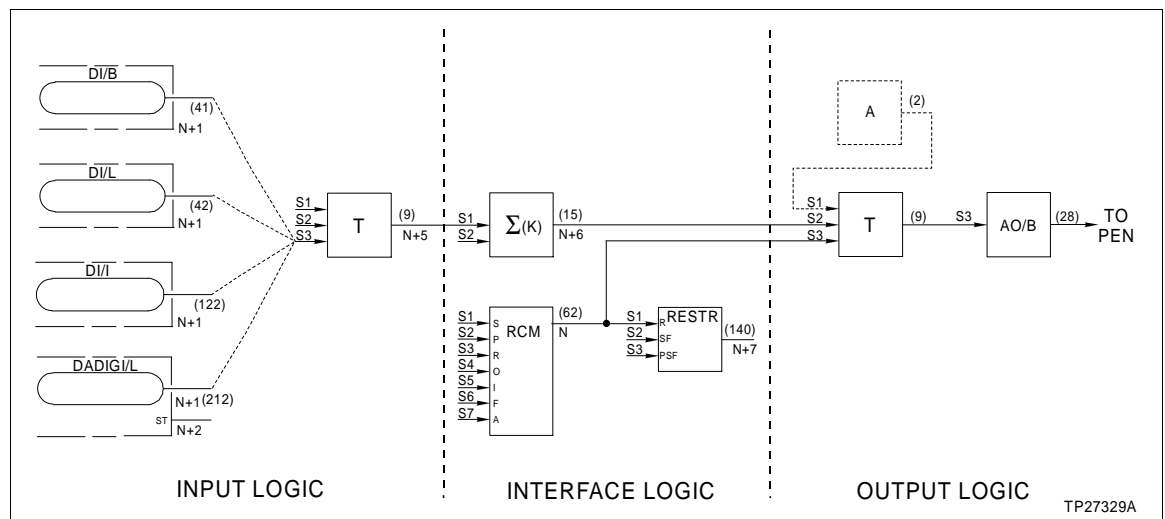 DI/B
(41)
N+1
DI/L
(42)
N+1
DI/I
(122)
N+1
DADIGI/L
N+1 (212)
ST
N+2
S1
S2
S3
T
(9)
N+5
S1
S2
Σ(K)
(15)
N+6
S1 S
S2 P
S3 R
S4 O
S5 I
S6 F
S7 A
RCM
(62)
N
RESTR
S1 R
S2 SF
S3 PSF
(140)
N+7
A
(2)
S1
S2
S3
T
(9)
S3
AO/B
(28)
TO
PEN
INPUT LOGIC
INTERFACE LOGIC
OUTPUT LOGIC
TP27329A